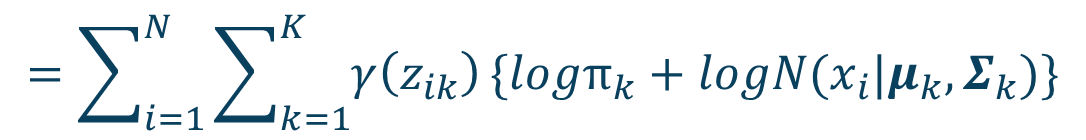 = ∑_{i=1}^{N} ∑_{k=1}^{K} γ(z_{ik}) {logπ_k + logN(x_i|μ_k, Σ_k)}